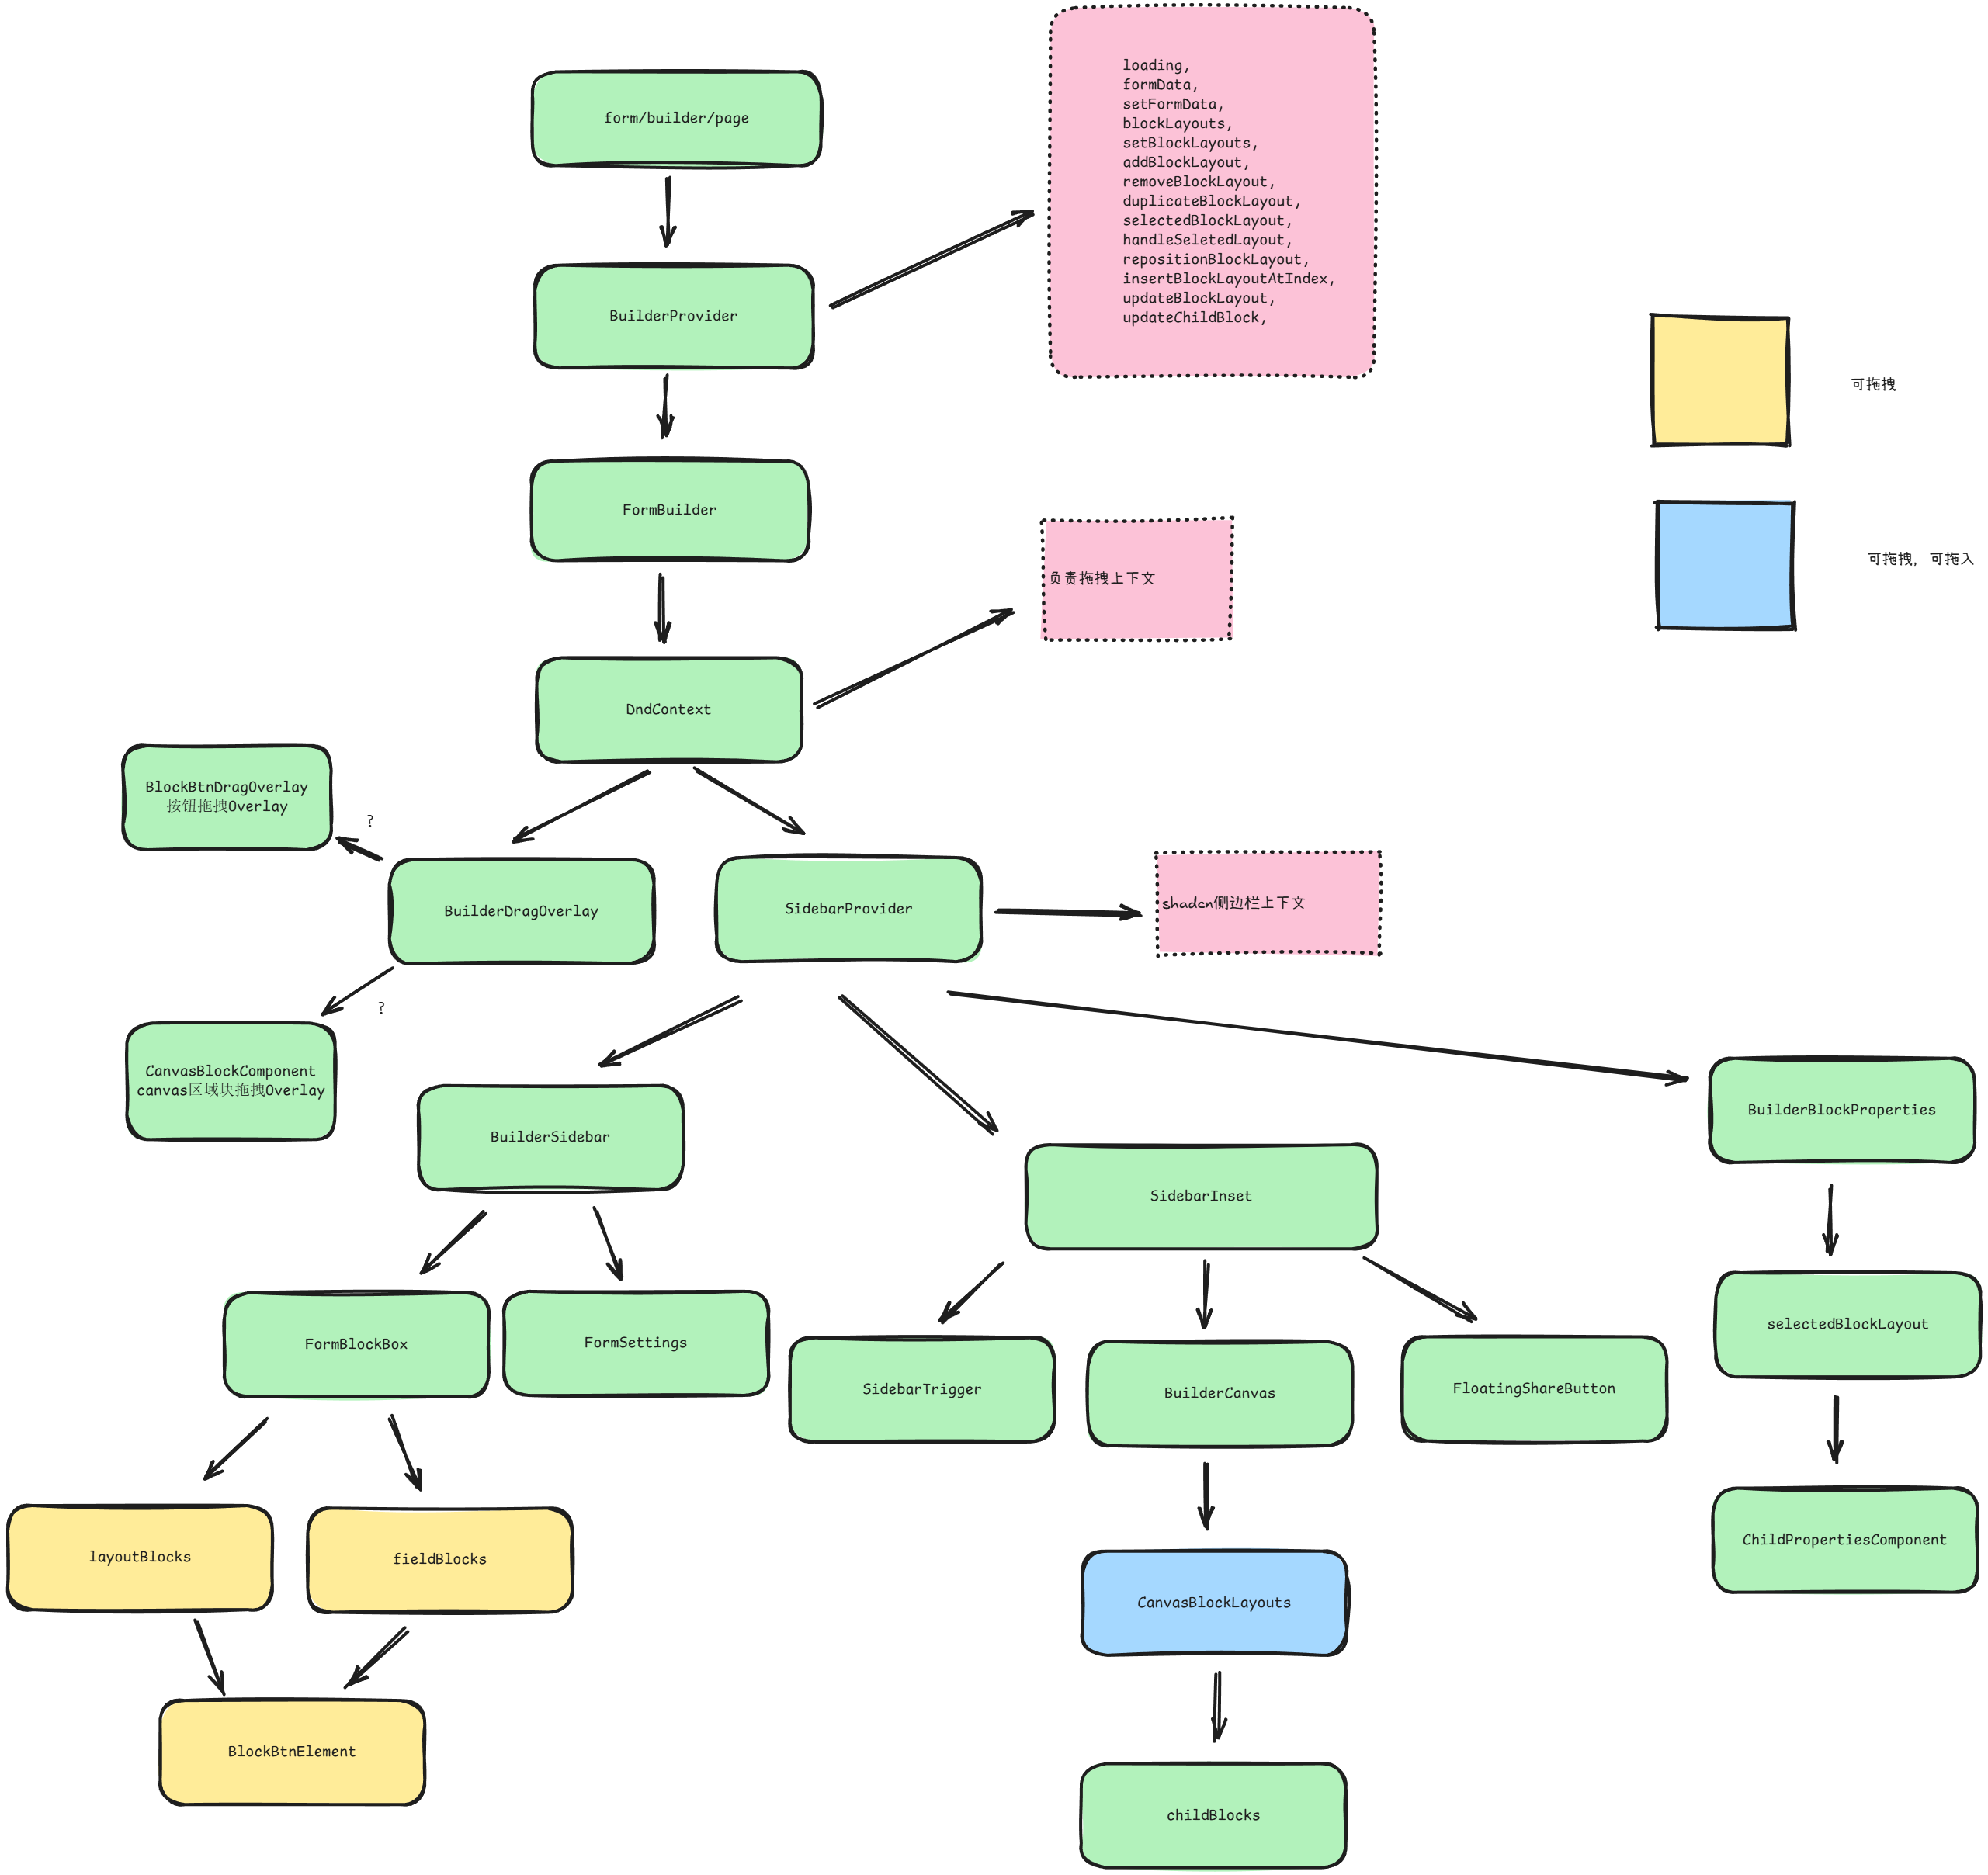 form/builder/page
loading,
formData,
setFormData,
blockLayouts,
setBlockLayouts,
addBlockLayout,
removeBlockLayout,
duplicateBlockLayout,
selectedBlockLayout,
handleSeletedLayout,
repositionBlockLayout,
insertBlockLayoutAtIndex,
updateBlockLayout,
updateChildBlock,
BuilderProvider
可拖拽
FormBuilder
可拖拽，可拖入
负责拖拽上下文
DndContext
BlockBtnDragOverlay
按钮拖拽Overlay
?
BuilderDragOverlay
SidebarProvider
shadcn侧边栏上下文
?
CanvasBlockComponent
canvas区域块拖拽Overlay
BuilderSidebar
SidebarInset
BuilderBlockProperties
FormBlockBox
FormSettings
SidebarTrigger
BuilderCanvas
FloatingShareButton
selectedBlockLayout
layoutBlocks
fieldBlocks
CanvasBlockLayouts
ChildPropertiesComponent
BlockBtnElement
childBlocks